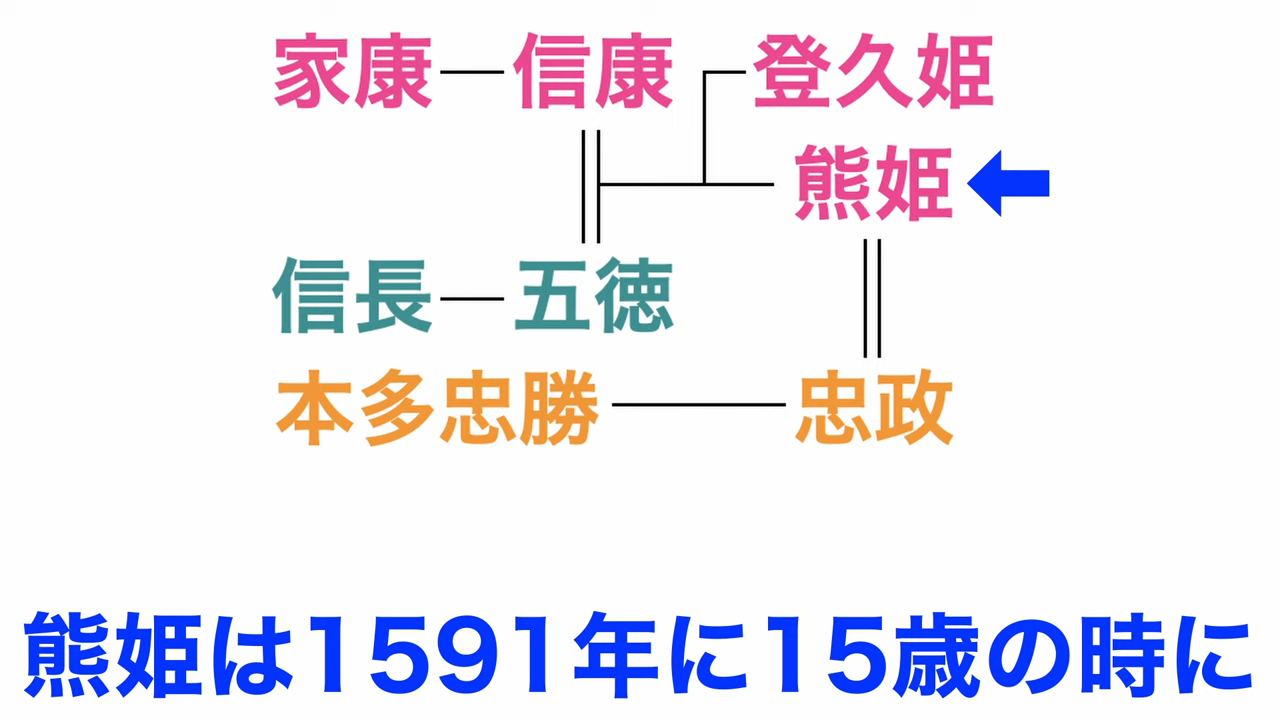 家康 信康 登久姫
熊姫
信長 五徳
本多忠勝 忠政
熊姫は1591年に15歳の時に